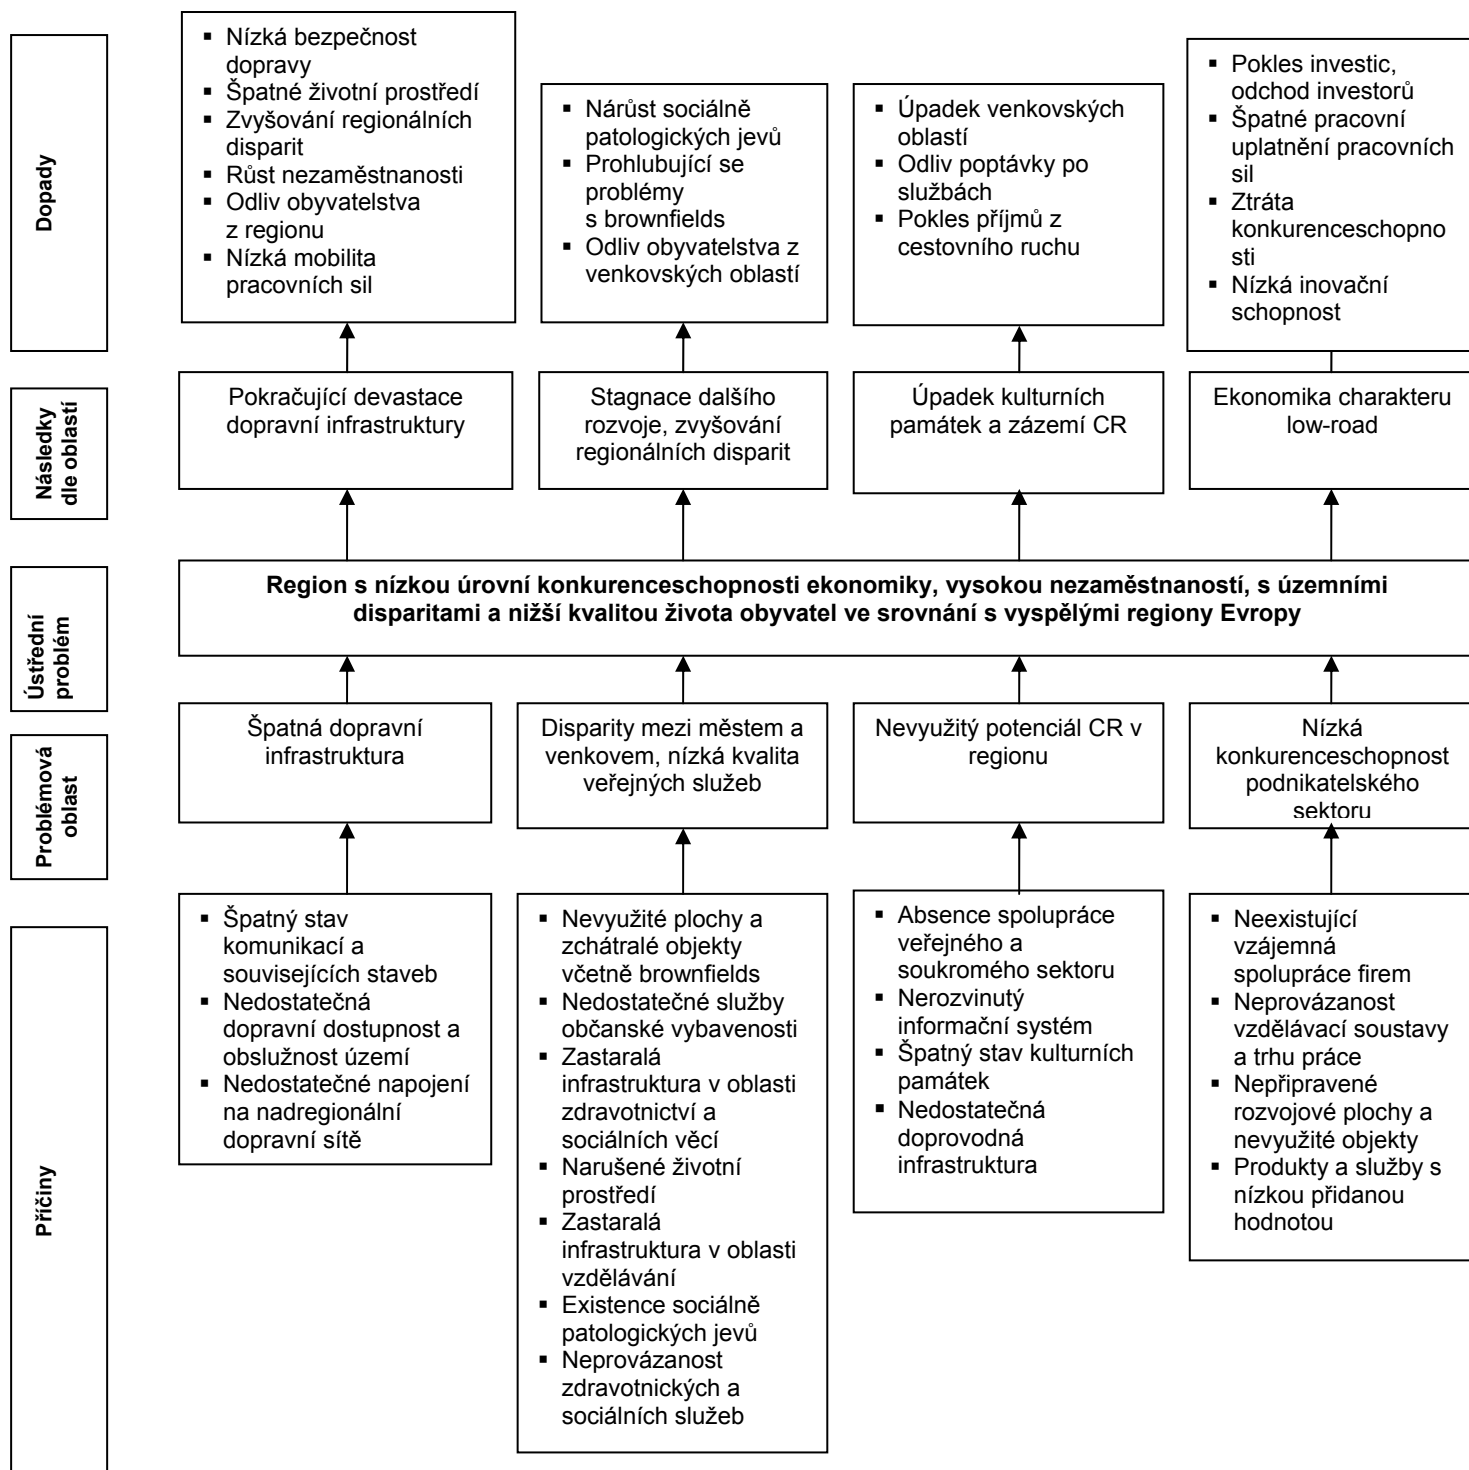 Dopady
Nízká bezpečnost
dopravy
Špatné životní prostředí
Zvyšování regionálních
disparit
Růst nezaměstnanosti
Odliv obyvatelstva
z regionu
Nízká mobilita
pracovních sil
Nárůst sociálně
patologických jevů
Prohlubující se
problémy
s brownfields
Odliv obyvatelstva z
venkovských oblastí
Úpadek venkovských
oblastí
Odliv poptávky po
službách
Pokles příjmů z
cestovního ruchu
Pokles investic,
odchod investorů
Špatné pracovní
uplatnění pracovních
sil
Ztráta
konkurenceschopno
sti
Nízká inovační
schopnost
Následky
dle oblastí
Pokračující devastace
dopravní infrastruktury
Stagnace dalšího
rozvoje, zvyšování
regionálních disparit
Úpadek kulturních
památek a zázemí CR
Ekonomika charakteru
low-road
Ústřední
problém
Region s nízkou úrovní konkurenceschopnosti ekonomiky, vysokou nezaměstnaností, s územními
disparitami a nižší kvalitou života obyvatel ve srovnání s vyspělými regiony Evropy
Problémová
oblast
Špatná dopravní
infrastruktura
Disparity mezi městem a
venkovem, nízká kvalita
veřejných služeb
Nevyužitý potenciál CR v
regionu
Nízká
konkurenceschopnost
podnikatelského
sektoru
Příčiny
Špatný stav
komunikací a
souvisejících staveb
Nedostatečná
dopravní dostupnost a
obslužnost území
Nedostatečné napojení
na nadregionální
dopravní sítě
Nevyužité plochy a
zchátralé objekty
včetně brownfields
Nedostatečné služby
občanské vybavenosti
Zastaralá
infrastruktura v oblasti
zdravotnictví a
sociálních věcí
Narušené životní
prostředí
Zastaralá
infrastruktura v oblasti
vzdělávání
Existence sociálně
patologických jevů
Neprovázanost
zdravotnických a
sociálních služeb
Absence spolupráce
veřejného a
soukromého sektoru
Nerozvinutý
informační systém
Špatný stav kulturních
památek
Nedostatečná
doprovodná
infrastruktura
Neexistující
vzájemná
spolupráce firem
Neprovázanost
vzdělávací soustavy
a trhu práce
Nepřipravené
rozvojové plochy a
nevyužité objekty
Produkty a služby s
nízkou přidanou
hodnotou